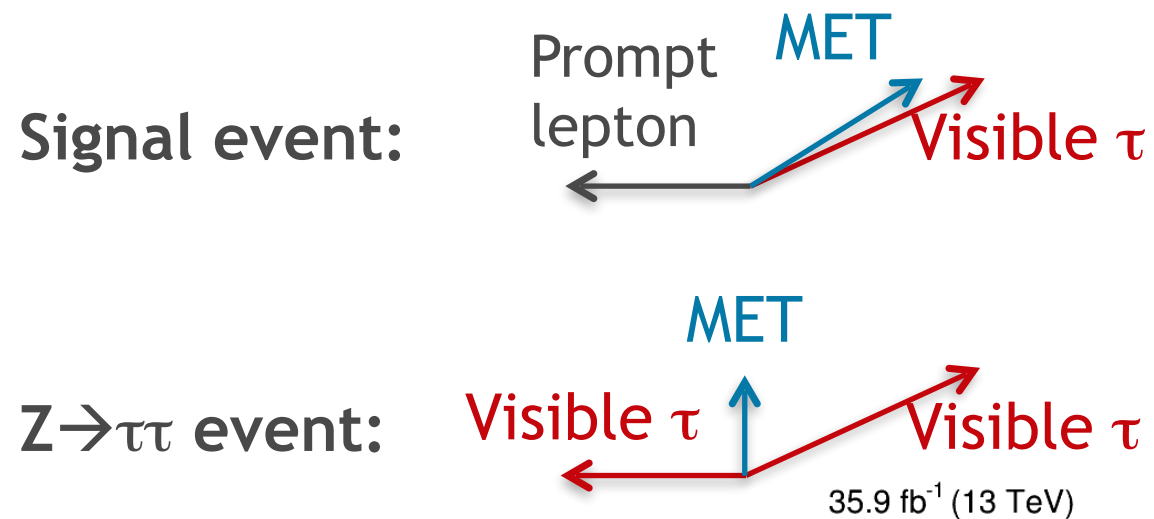 Prompt
lepton
MET
Signal event:
Visible τ
MET
Z→ττ event:
Visible τ
Visible τ
35.9 fb⁻¹ (13 TeV)